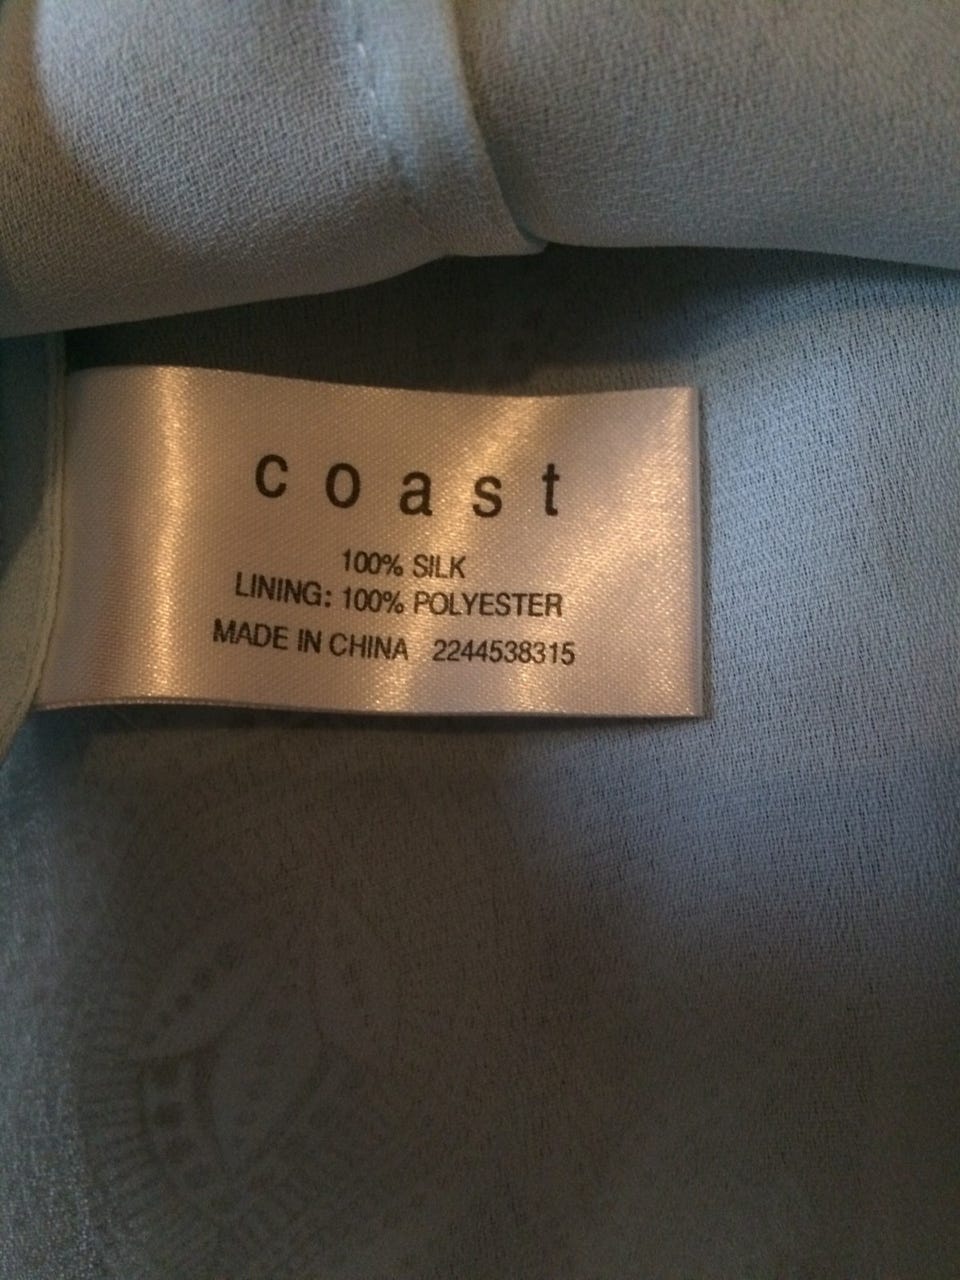 coast
100% SILK
LINING: 100% POLYESTER
MADE IN CHINA 2244538315